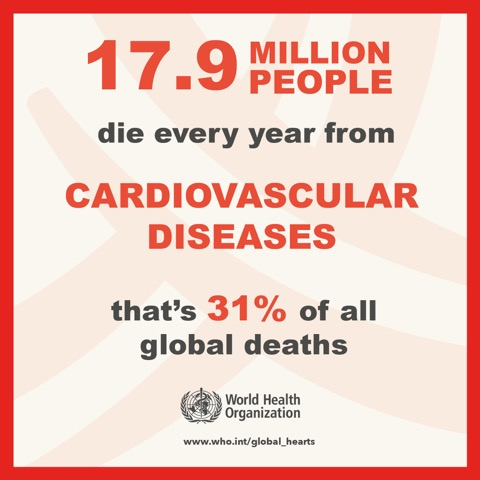 17.9 MILLION
PEOPLE
die every year from
CARDIOVASCULAR
DISEASES
that's 31% of all
global deaths
World Health
Organization
www.who.int/global_hearts